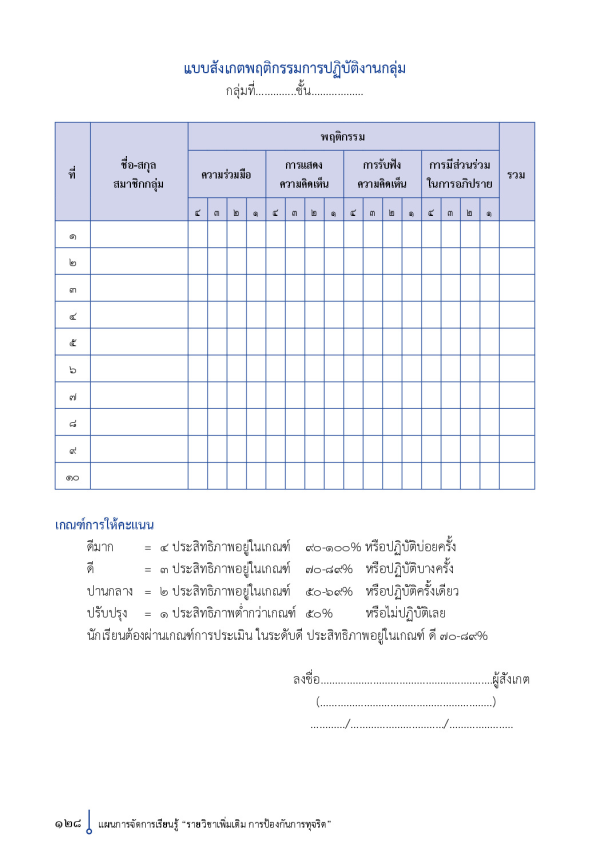 แบบสังเกตพฤติกรรมการปฏิบัติงานกลุ่ม
กลุ่มที่..............ชั้น..................
พฤติกรรม
ที่
ชื่อ-สกุล
สมาชิกกลุ่ม
ความร่วมมือ
การแสดง
ความคิดเห็น
การรับฟัง
ความคิดเห็น
การมีส่วนร่วม
ในการอภิปราย
รวม
๔ ๓ ๒ ๑ ๔ ๓ ๒ ๑ ๔ ๓ ๒ ๑ ๔ ๓ ๒ ๑
๑
๒
๓
๔
๕
๖
๗
๘
๙
๑๐
เกณฑ์การให้คะแนน
ดีมาก = ๔ ประสิทธิภาพอยู่ในเกณฑ์ ๙๐-๑๐๐% หรือปฏิบัติบ่อยครั้ง
ดี = ๓ ประสิทธิภาพอยู่ในเกณฑ์ ๗๐-๘๙% หรือปฏิบัติบางครั้ง
ปานกลาง = ๒ ประสิทธิภาพอยู่ในเกณฑ์ ๕๐-๖๙% หรือปฏิบัติครั้งเดียว
ปรับปรุง = ๑ ประสิทธิภาพต่ำกว่าเกณฑ์ ๕๐% หรือไม่ปฏิบัติเลย
นักเรียนต้องผ่านเกณฑ์การประเมิน ในระดับดี ประสิทธิภาพอยู่ในเกณฑ์ ดี ๗๐-๘๙%
ลงชื่อ............................................................ผู้สังเกต
(............................................................)
............/................................/......................
๑๒๘ แผนการจัดการเรียนรู้ “รายวิชาเพิ่มเติม การป้องกันการทุจริต”